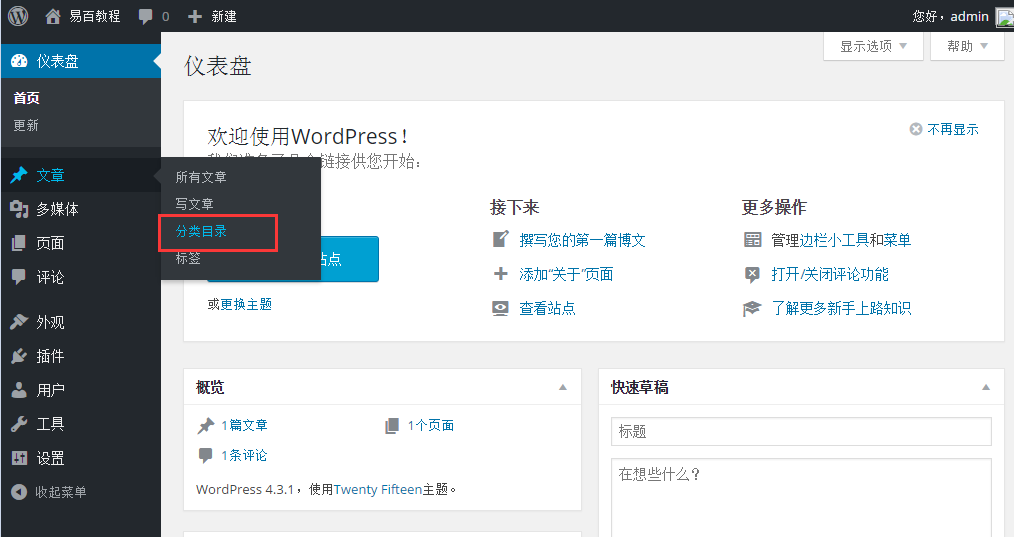 易百教程 0 新建 您好，admin
仪表盘
首页
更新
文章
多媒体
页面
评论
外观
插件
用户
工具
设置
收起菜单
所有文章
写文章
分类目录
标签
仪表盘
显示选项 帮助
欢迎使用WordPress！
不再显示
链接供您开始：
站点
或更换主题
接下来
撰写您的第一篇博文
添加“关于”页面
查看站点
更多操作
管理边栏小工具和菜单
打开/关闭评论功能
了解更多新手上路知识
概览
1篇文章 1个页面
1条评论
WordPress 4.3.1，使用Twenty Fifteen主题。
快速草稿
标题
在想些什么？